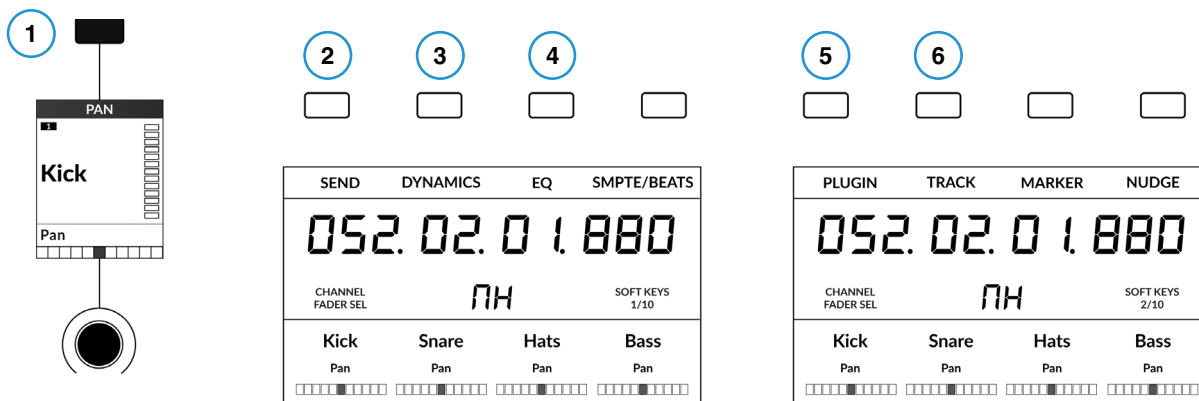 1
PAN
1
Kick
Pan
2 3 4
SEND DYNAMICS EQ SMPTE/BEATS
052. 02. 01. 880
CHANNEL
FADER SEL
ПH
SOFT KEYS
1/10
Kick Snare Hats Bass
Pan Pan Pan Pan
5 6
PLUGIN TRACK MARKER NUDGE
052. 02. 01. 880
CHANNEL
FADER SEL
ПH
SOFT KEYS
2/10
Kick Snare Hats Bass
Pan Pan Pan Pan